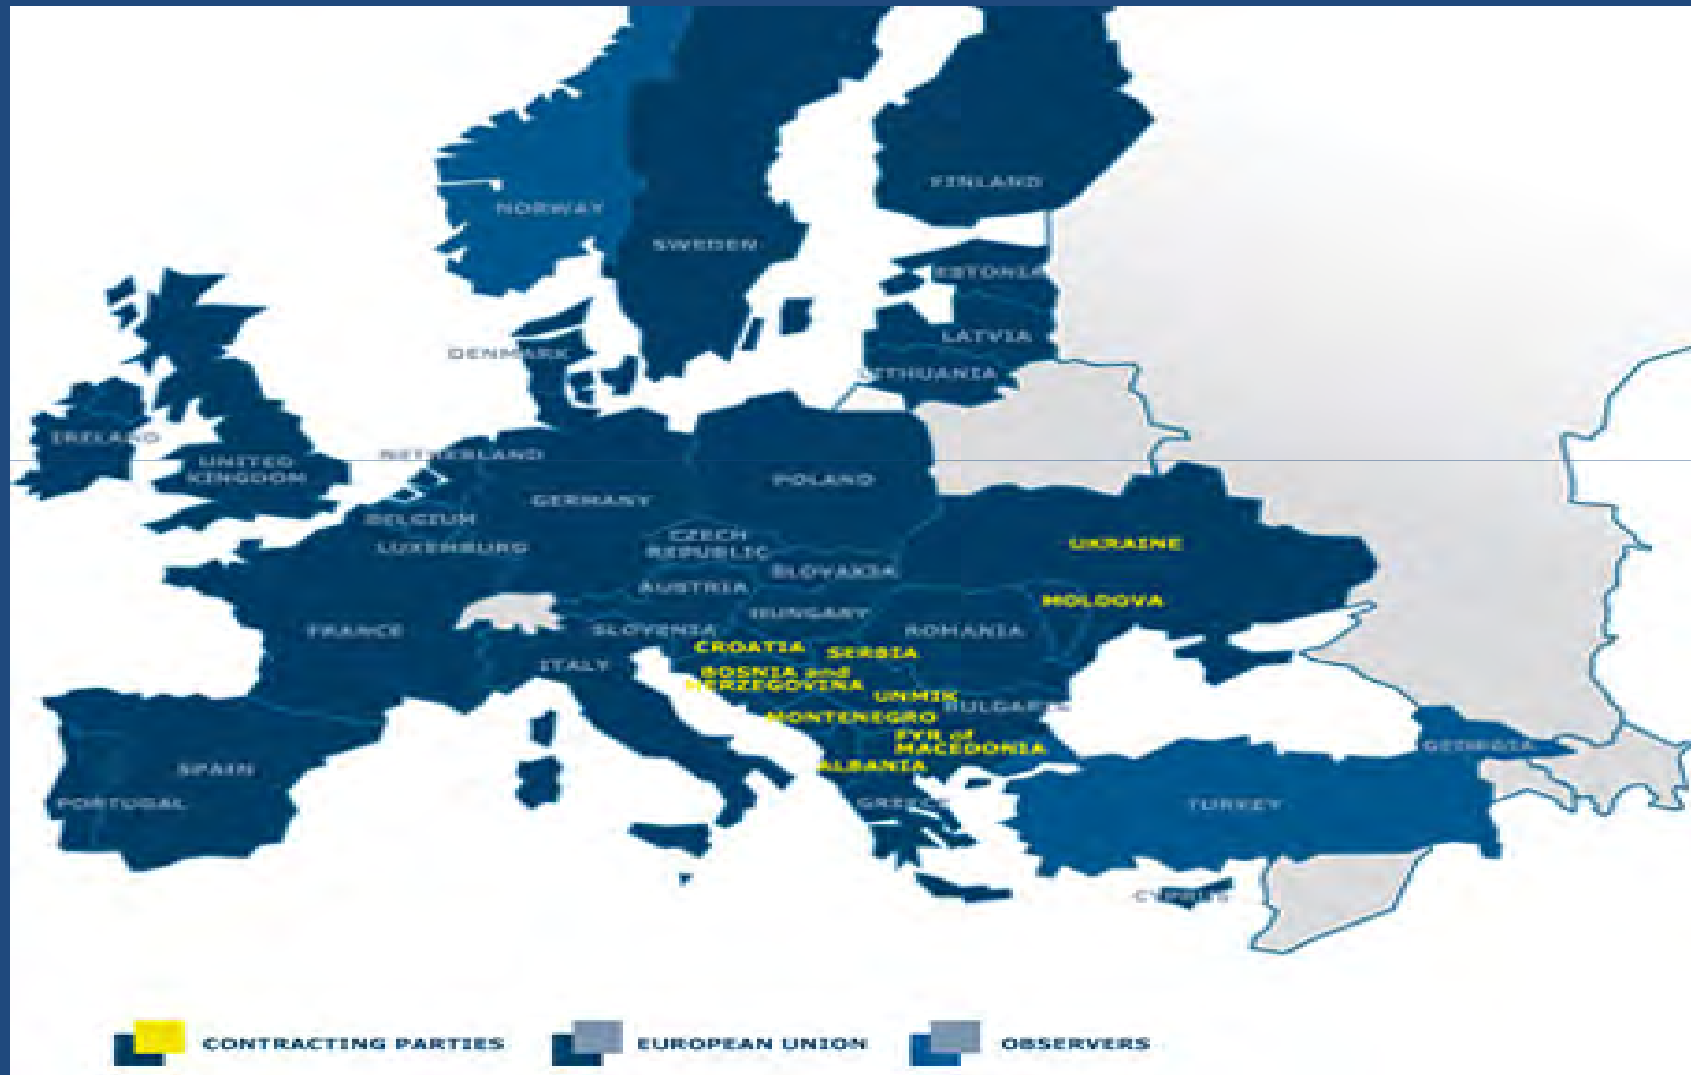 FINLAND
NORWAY
SWEDEN
ESTONIA
LATVIA
DENMARK
LITHUANIA
IRELAND
NETHERLAND
UNITED
KINGDOM
POLAND
GERMANY
BELGIUM
CZECH
REPUBLIC
UKRAINE
LUXEMBURG
SLOVAKIA
AUSTRIA
MOLDOVA
HUNGARY
FRANCE
SLOVENIA
ROMANIA
CROATIA
SERBIA
ITALY
BOSNIA and
HERZEGOVINA
UNMIK
BULGARIA
MONTENEGRO
FYR of
MACEDONIA
GEORGIA
ALBANIA
SPAIN
PORTUGAL
GREECE
TURKEY
CYPRUS
CONTRACTING PARTIES
EUROPEAN UNION
OBSERVERS